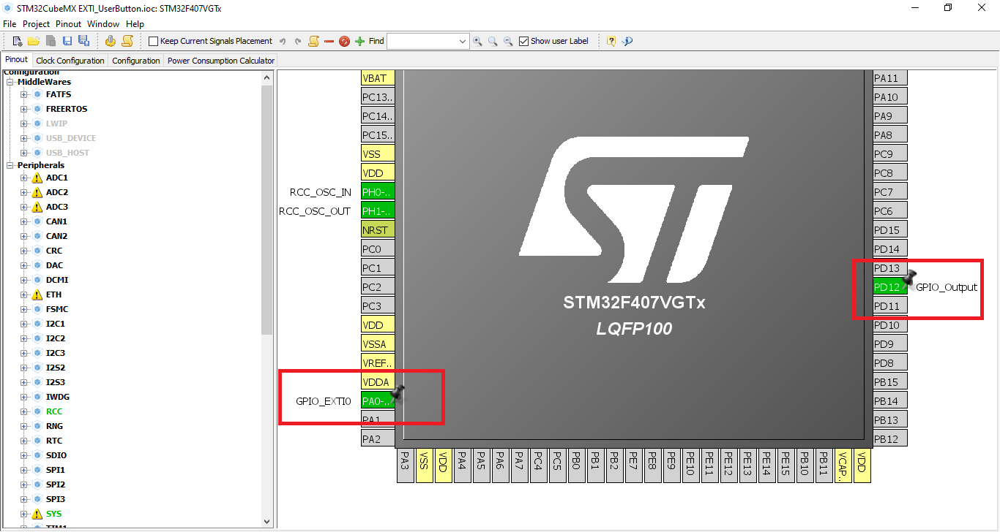 STM32CubeMX EXTI_UserButton.ioc: STM32F407VGTx
File Project Pinout Window Help
Keep Current Signals Placement Find Show user Label
Pinout Clock Configuration Configuration Power Consumption Calculator
Configuration
MiddleWares
FATFS
FREERTOS
LWIP
USB_DEVICE
USB_HOST
Peripherals
ADC1
ADC2
ADC3
CAN1
CAN2
CRC
DAC
DCMI
ETH
FSMC
I2C1
I2C2
I2C3
I2S2
I2S3
IWDG
RCC
RNG
RTC
SDIO
SPI1
SPI2
SPI3
SYS
TIM1
VBAT
PC13..
PC14..
PC15..
VSS
VDD
RCC_OSC_IN PH0-..
RCC_OSC_OUT PH1-..
NRST
PC0
PC1
PC2
PC3
VDD
VSSA
VREF..
VDDA
GPIO_EXTI0 PA0-..
PA1
PA2
ST
STM32F407VGTx
LQFP100
PA11
PA10
PA9
PA8
PC9
PC8
PC7
PC6
PD15
PD14
PD13
PD12 GPIO_Output
PD11
PD10
PD9
PD8
PB15
PB14
PB13
PB12
PA3
VSS
VDD
PA4
PA5
PA6
PA7
PC4
PC5
PB0
PB1
PB2
PE7
PE8
PE9
PE10
PE11
PE12
PE13
PE14
PE15
PB10
PB11
VCAP..
VDD